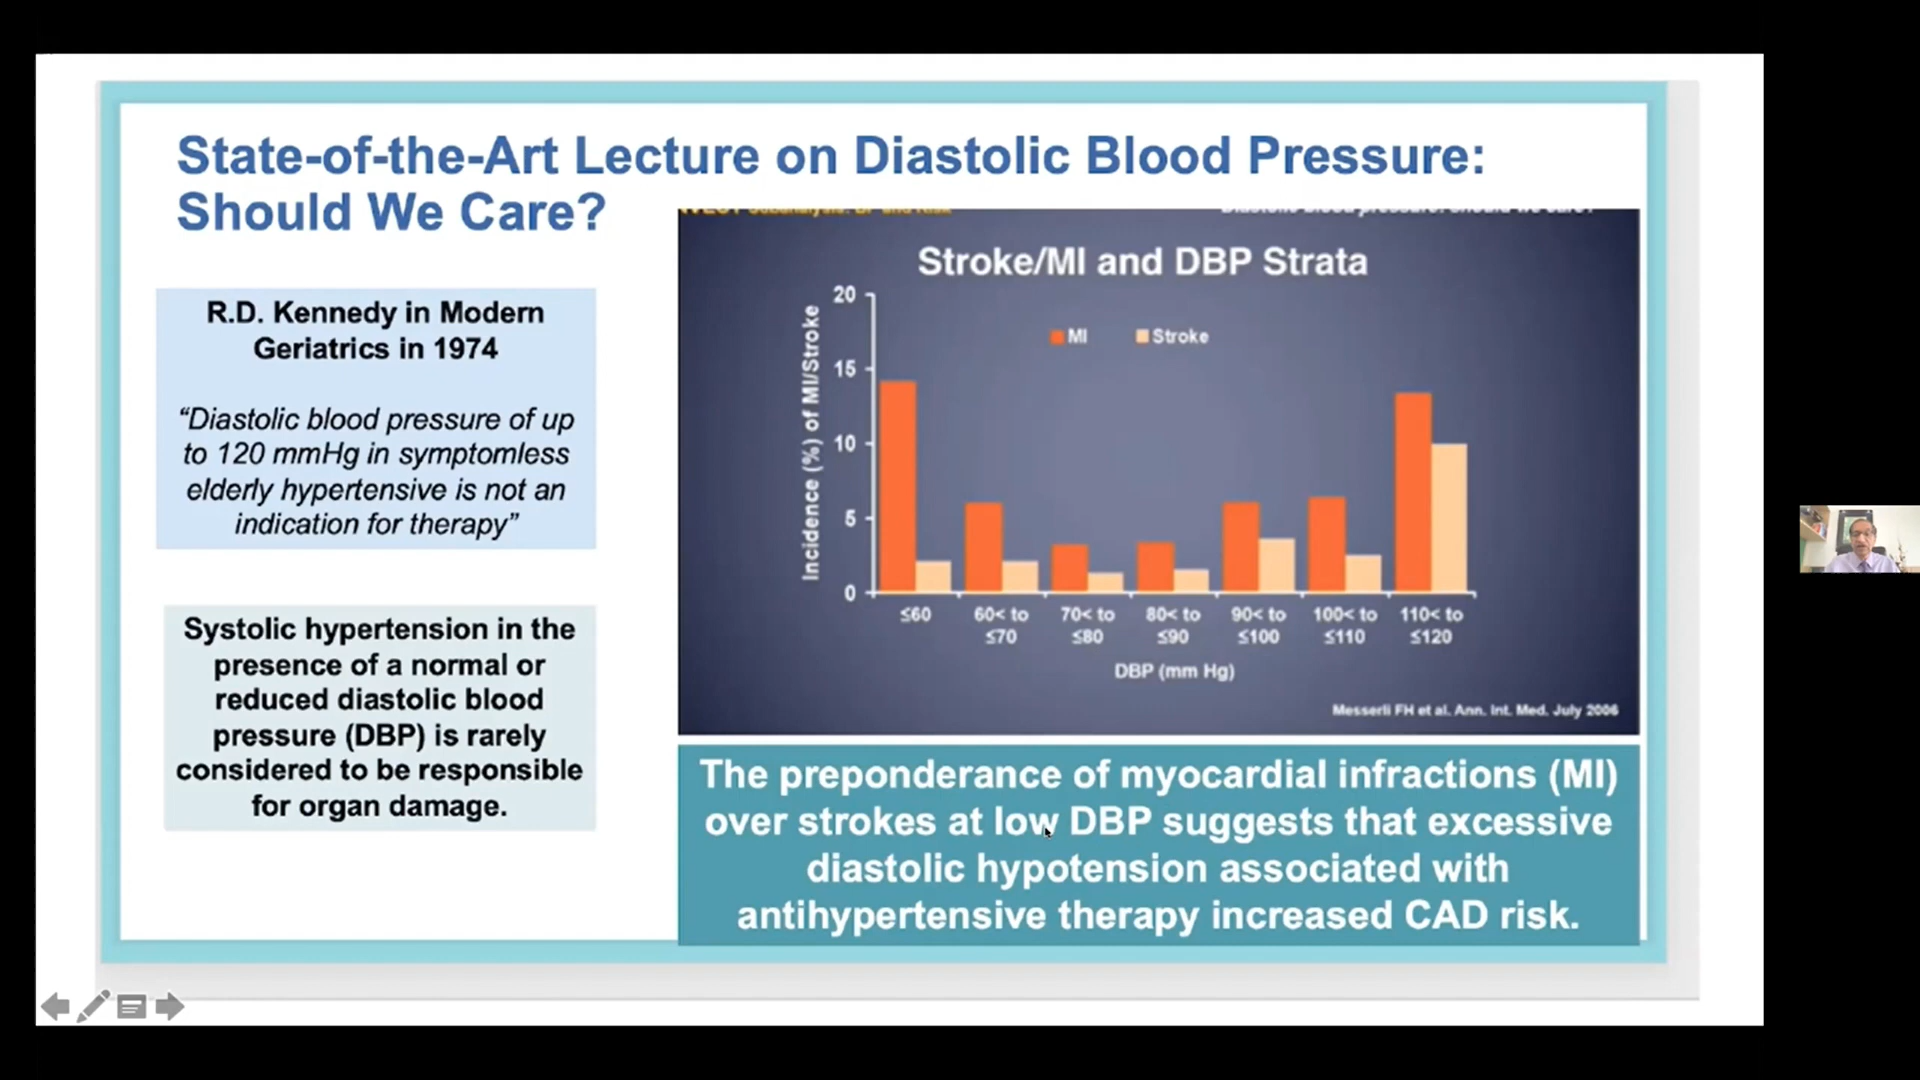 State-of-the-Art Lecture on Diastolic Blood Pressure:
Should We Care?
R.D. Kennedy in Modern
Geriatrics in 1974
“Diastolic blood pressure of up
to 120 mmHg in symptomless
elderly hypertensive is not an
indication for therapy”
Systolic hypertension in the
presence of a normal or
reduced diastolic blood
pressure (DBP) is rarely
considered to be responsible
for organ damage.
Stroke/MI and DBP Strata
Incidence (%) of MI/Stroke
20
15
10
5
0
MI
Stroke
≤60
60< to
≤70
70< to
≤80
80< to
≤90
90< to
≤100
100< to
≤110
110< to
≤120
DBP (mm Hg)
Messerli FH et al. Ann. Int. Med. July 2006
The preponderance of myocardial infractions (MI)
over strokes at low DBP suggests that excessive
diastolic hypotension associated with
antihypertensive therapy increased CAD risk.